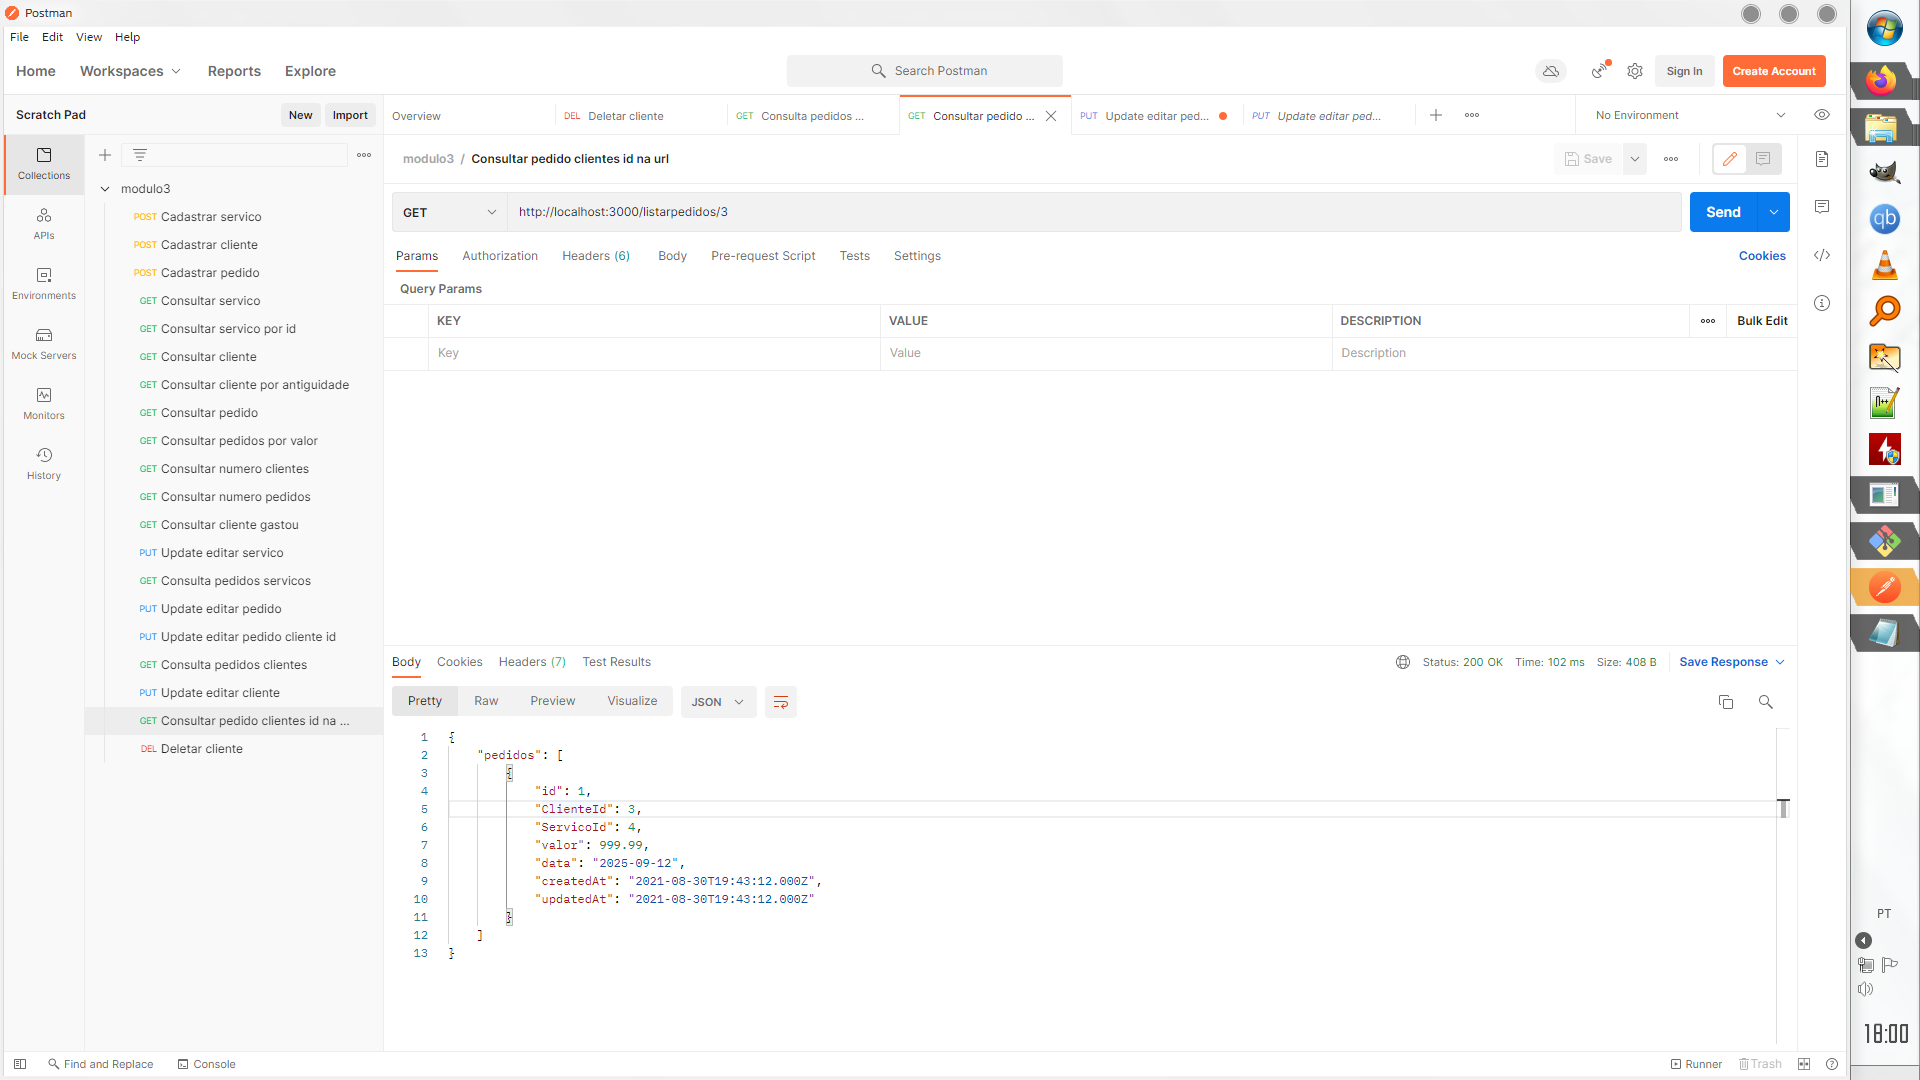 Postman
File Edit View Help
Home Workspaces Reports Explore
Search Postman
Sign In
Create Account
Scratch Pad
New
Import
Overview
DEL Deletar cliente
GET Consulta pedidos ...
GET Consultar pedido ...
PUT Update editar ped...
PUT Update editar ped...
No Environment
Collections
APIs
Environments
Mock Servers
Monitors
History
modulo3
POST Cadastrar servico
POST Cadastrar cliente
POST Cadastrar pedido
GET Consultar servico
GET Consultar servico por id
GET Consultar cliente
GET Consultar cliente por antiguidade
GET Consultar pedido
GET Consultar pedidos por valor
GET Consultar numero clientes
GET Consultar numero pedidos
GET Consultar cliente gastou
PUT Update editar servico
GET Consulta pedidos servicos
PUT Update editar pedido
PUT Update editar pedido cliente id
GET Consulta pedidos clientes
PUT Update editar cliente
GET Consultar pedido clientes id na ...
DEL Deletar cliente
modulo3 / Consultar pedido clientes id na url
Save
GET
http://localhost:3000/listarpedidos/3
Send
Params Authorization Headers (6) Body Pre-request Script Tests Settings
Cookies
Query Params
KEY VALUE DESCRIPTION
Bulk Edit
Key Value Description
Body Cookies Headers (7) Test Results
Status: 200 OK Time: 102 ms Size: 408 B
Save Response
Pretty Raw Preview Visualize JSON
1 {
2 "pedidos": [
3 {
4 "id": 1,
5 "ClienteId": 3,
6 "ServicoId": 4,
7 "valor": 999.99,
8 "data": "2025-09-12",
9 "createdAt": "2021-08-30T19:43:12.000Z",
10 "updatedAt": "2021-08-30T19:43:12.000Z"
11 }
12 ]
13 }
Find and Replace
Console
Runner
Trash
qb
n++
PT
18:00